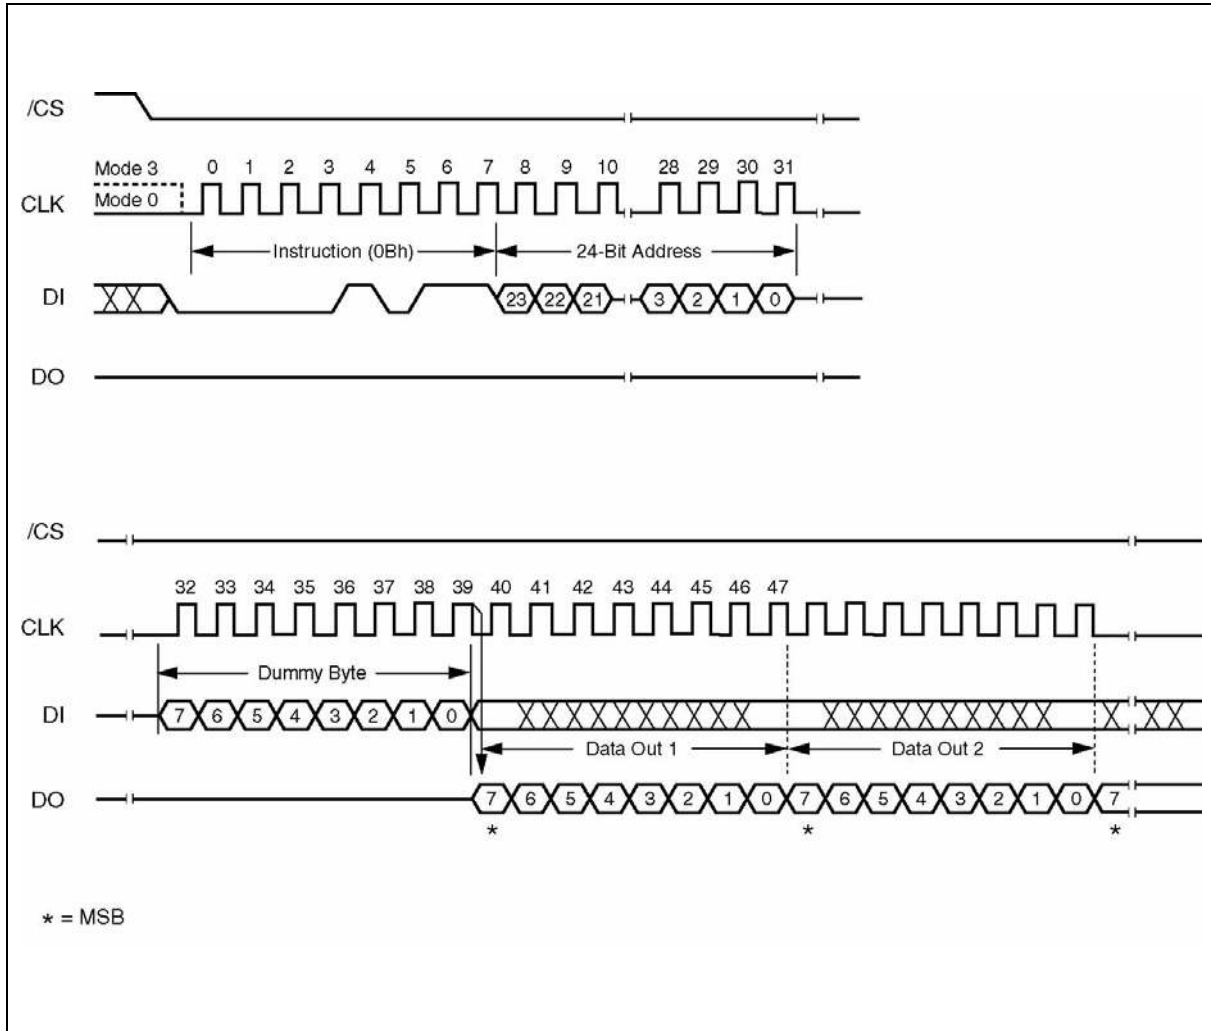 /CS
Mode 3 0 1 2 3 4 5 6 7 8 9 10 28 29 30 31
CLK Mode 0
Instruction (0Bh) 24-Bit Address
DI 23 22 21 3 2 1 0
DO
/CS
32 33 34 35 36 37 38 39 40 41 42 43 44 45 46 47
CLK
Dummy Byte
DI 7 6 5 4 3 2 1 0
Data Out 1 Data Out 2
DO 7 6 5 4 3 2 1 0 7 6 5 4 3 2 1 0 7
* * *
* = MSB